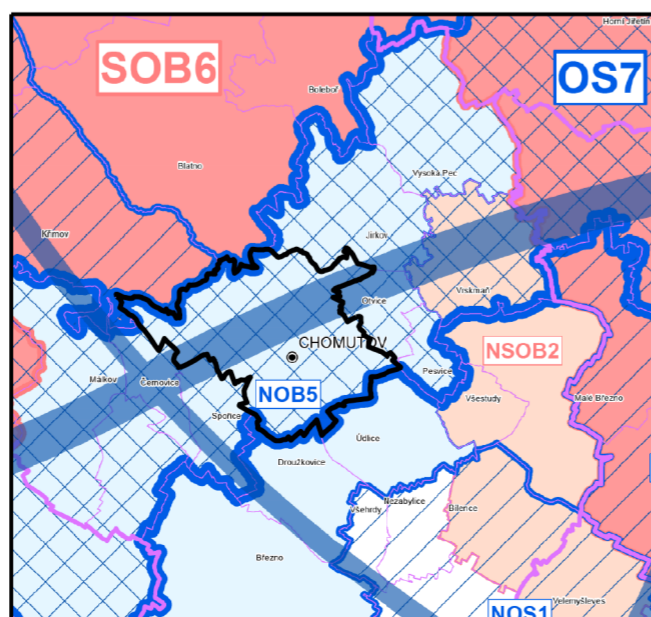 Horní Jiřetín
SOB6
OS7
Boleboř
Blatno
Vysoká Pec
Křimov
Jirkov
Vrskmaň
Otvice
CHOMUTOV
NSOB2
Málkov
Černovice
Pesvice
NOB5
Všestudy
Malé Březno
Spořice
Údlice
Droužkovice
Nezabylice
Všehrdy
Bílence
Březno
Velemyšleves
NOS1